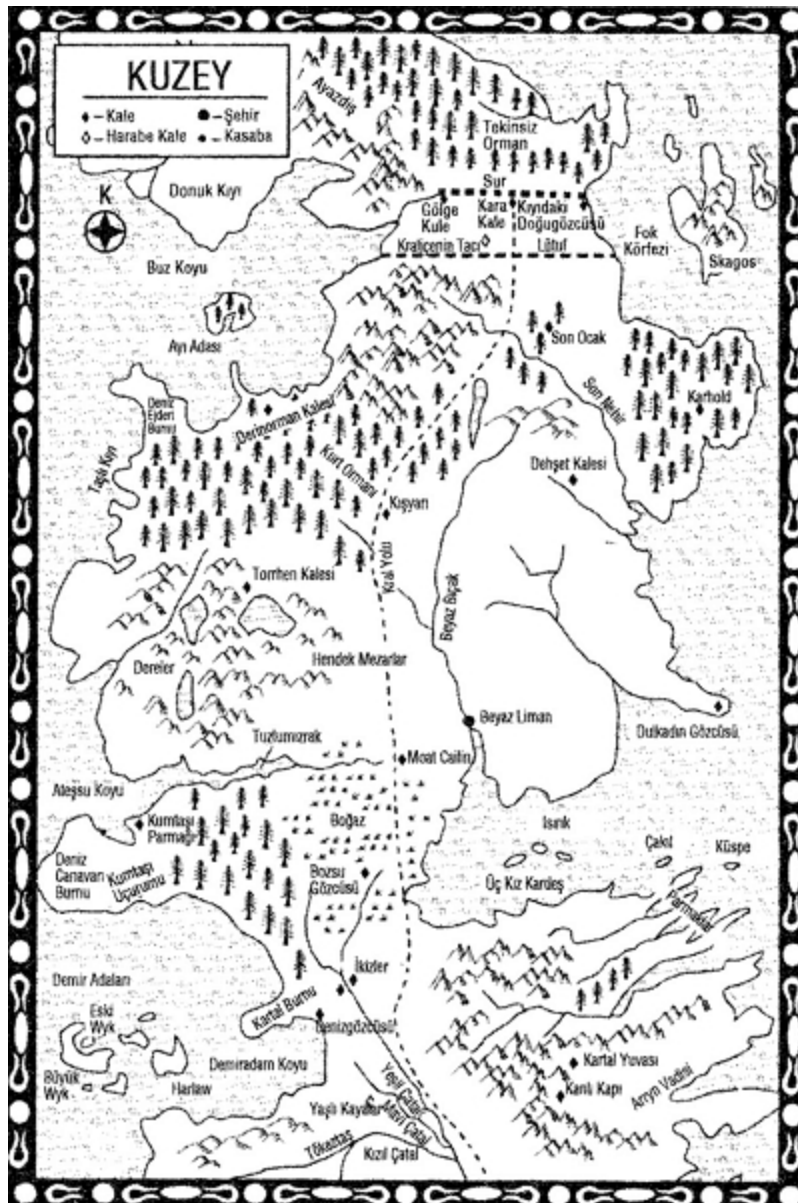 KUZEY
♦ – Kale
● – Şehir
◊ – Harabe Kale
• – Kasaba
K
Ayazdiş
Tekinsiz
Orman
Donuk Kıyı
Sur
Gölge
Kule
Kara
Kale
Kıyıdaki
Doğugözcüsü
Kraliçenin Tacı
Lütuf
Fok
Körfezi
Skagos
Buz Koyu
Ayı Adası
Son Ocak
Deniz
Ejderi
Burnu
Derinorman Kalesi
Son Nehir
Karhold
Taşlı Kıyı
Kurt Ormanı
Dehşet Kalesi
Kışyarı
Kral Yolu
Torrhen Kalesi
Beyaz Bıçak
Dereler
Hendek Mezarlar
Beyaz Liman
Dulkadın Gözcüsü
Tuzlumızrak
Moat Cailin
Ateşsu Koyu
Kumtaşı
Parmağı
Boğaz
Isırık
Çakıl
Küspe
Deniz
Canavarı
Burnu
Kumtaşı
Uçurumu
Bozsu
Gözcüsü
Üç Kız Kardeş
Parmaklar
Demir Adaları
İkizler
Eski
Wyk
Kartal Burnu
Denizgözcüsü
Büyük
Wyk
Harlaw
Demiradam Koyu
Kartal Yuvası
Kanlı Kapı
Arryn Vadisi
Yeşil Çatal
Mavi Çatal
Yaşlı Kayalar
Tökeztaş
Kızıl Çatal